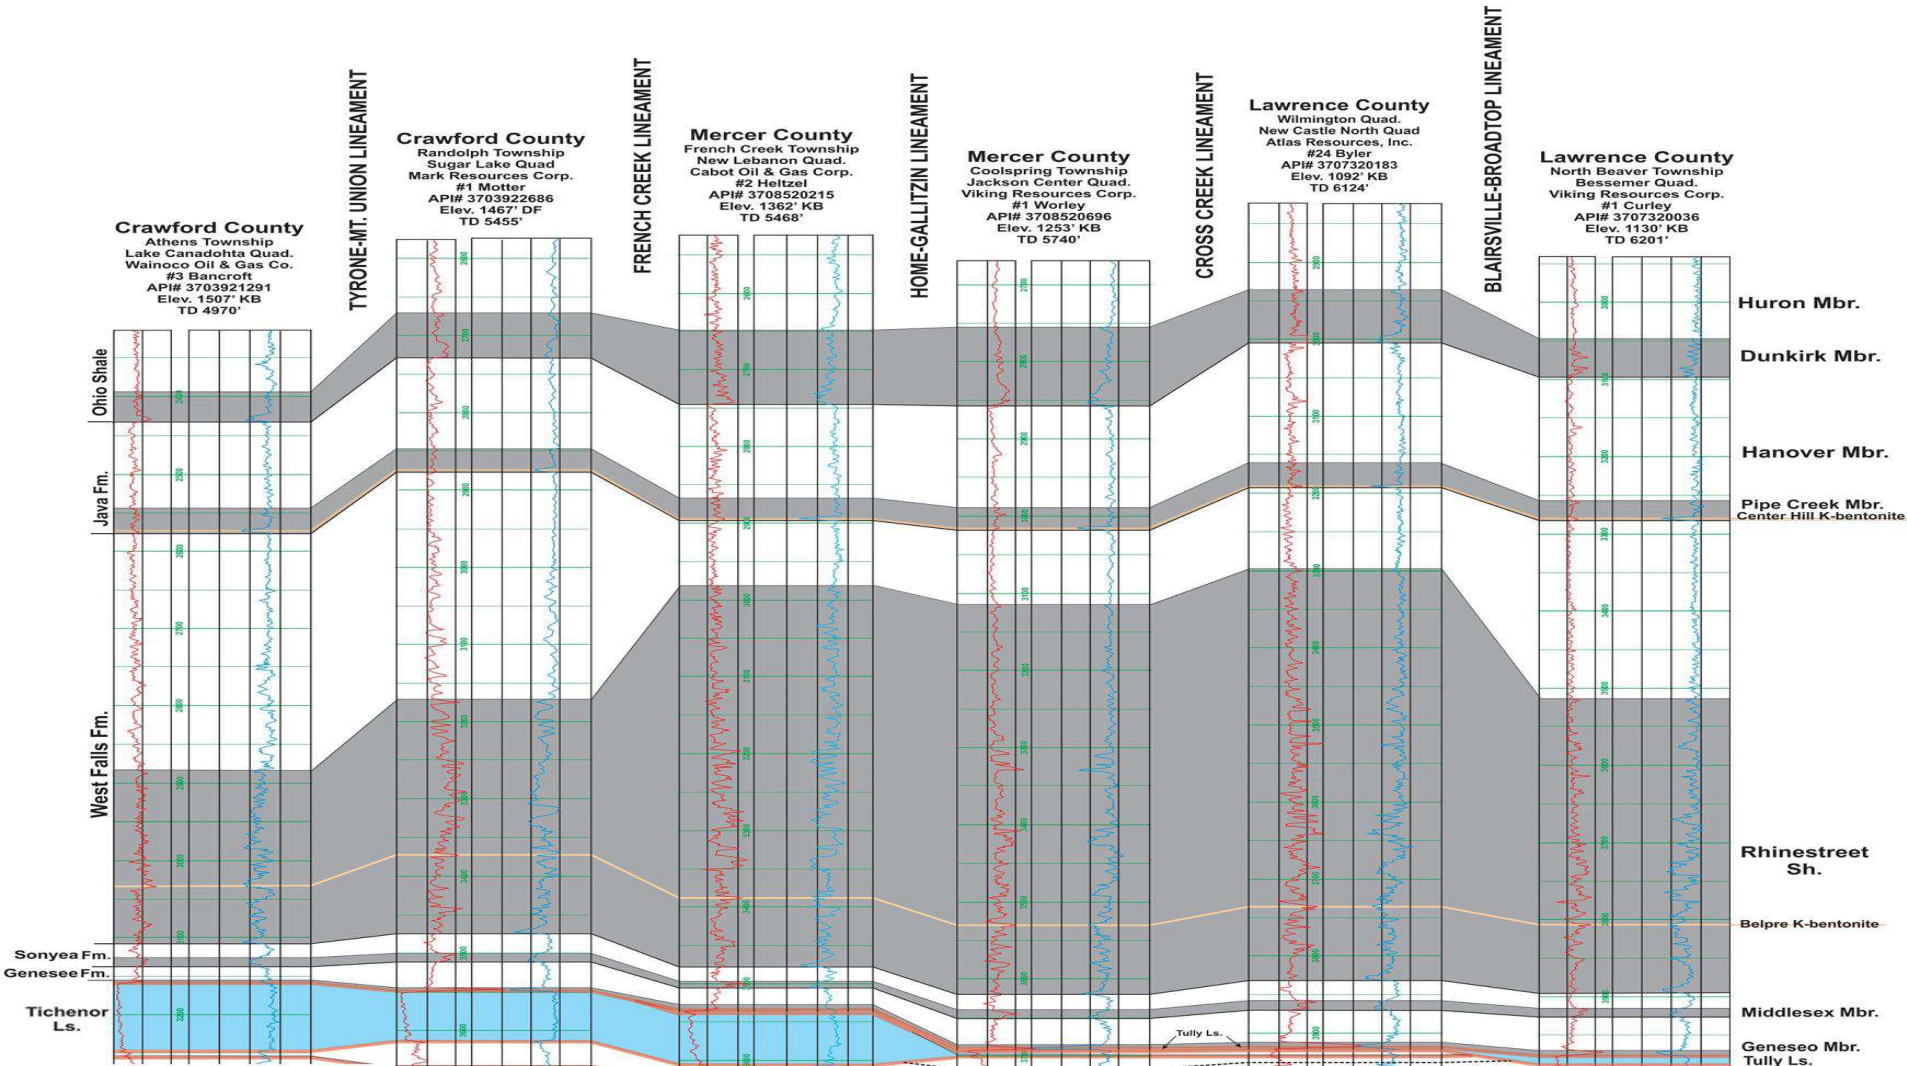 Crawford County
Athens Township
Lake Canadohta Quad.
Wainoco Oil & Gas Co.
#3 Bancroft
API# 3703921291
Elev. 1507' KB
TD 4970'
TYRONE-MT. UNION LINEAMENT
Crawford County
Randolph Township
Sugar Lake Quad
Mark Resources Corp.
#1 Motter
API# 3703922686
Elev. 1467' DF
TD 5455'
FRENCH CREEK LINEAMENT
Mercer County
French Creek Township
New Lebanon Quad.
Cabot Oil & Gas Corp.
#2 Heltzel
API# 3708520215
Elev. 1362' KB
TD 5468'
HOME-GALLITZIN LINEAMENT
Mercer County
Coolspring Township
Jackson Center Quad.
Viking Resources Corp.
#1 Worley
API# 3708520696
Elev. 1253' KB
TD 5740'
CROSS CREEK LINEAMENT
Lawrence County
Wilmington Quad.
New Castle North Quad
Atlas Resources, Inc.
#24 Byler
API# 3707320183
Elev. 1092' KB
TD 6124'
BLAIRSVILLE-BROADTOP LINEAMENT
Lawrence County
North Beaver Township
Bessemer Quad.
Viking Resources Corp.
#1 Curley
API# 3707320036
Elev. 1130' KB
TD 6201'
Ohio Shale
Java Fm.
West Falls Fm.
Sonyea Fm.
Genesee Fm.
Tichenor
Ls.
Tully Ls.
Huron Mbr.
Dunkirk Mbr.
Hanover Mbr.
Pipe Creek Mbr.
Center Hill K-bentonite
Rhinestreet
Sh.
Belpre K-bentonite
Middlesex Mbr.
Geneseo Mbr.
Tully Ls.